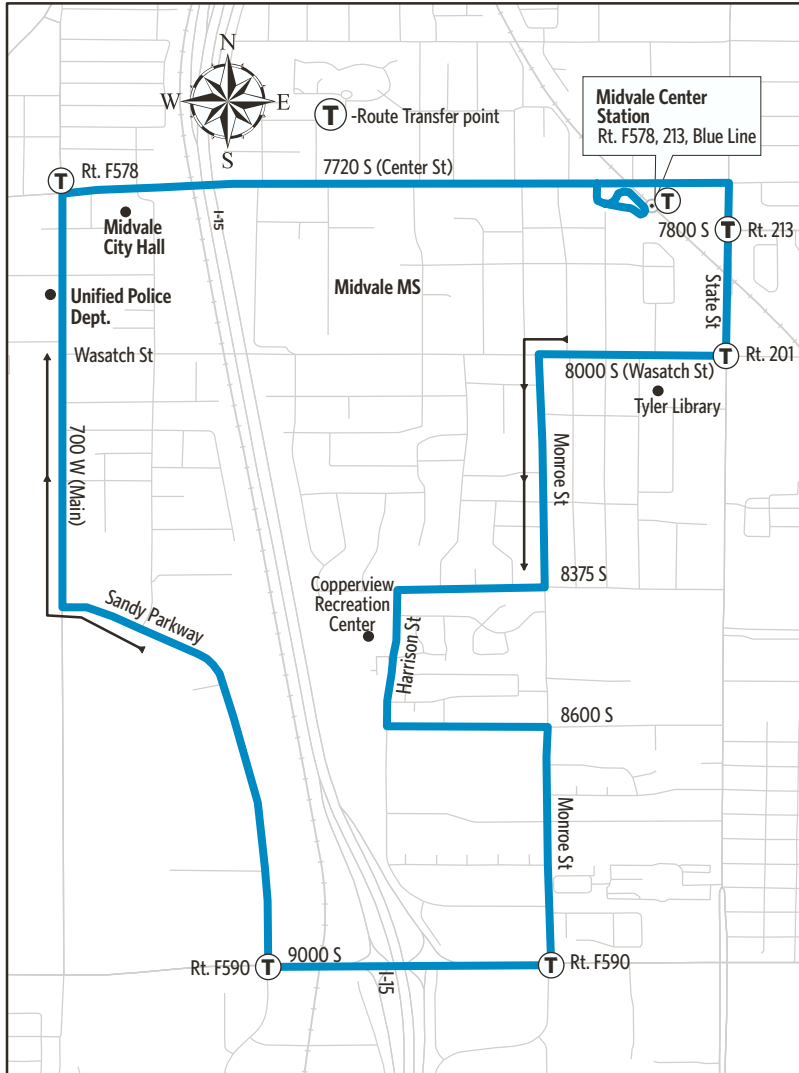 N
W
E
S
T
-Route Transfer point
Midvale Center
Station
Rt. F578, 213, Blue Line
T
Rt. F578
7720 S (Center St)
T
Midvale
City Hall
I-15
7800 S
T
Rt. 213
Unified Police
Dept.
Midvale MS
State St
Wasatch St
8000 S (Wasatch St)
T
Rt. 201
Tyler Library
700 W (Main)
Monroe St
8375 S
Copperview
Recreation
Center
Sandy Parkway
Harrison St
8600 S
Monroe St
Rt. F590
T
9000 S
I-15
T
Rt. F590